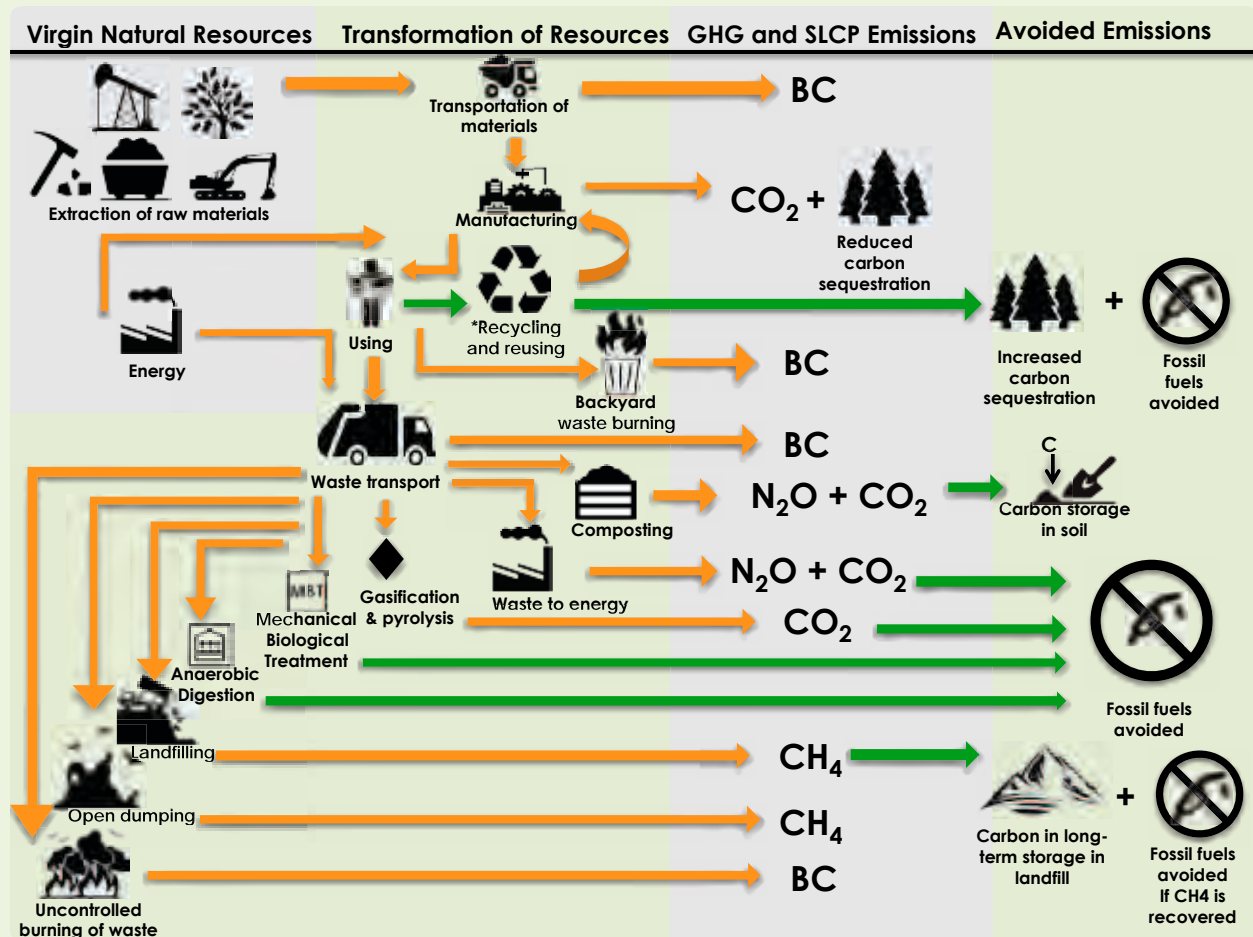 Virgin Natural Resources
Transformation of Resources
GHG and SLCP Emissions
Avoided Emissions
Transportation of
materials
BC
Extraction of raw materials
Manufacturing
CO₂ +
Reduced
carbon
sequestration
Energy
Using
*Recycling
and reusing
+
Increased
carbon
sequestration
Fossil
fuels
avoided
Backyard
waste burning
BC
Waste transport
BC
Composting
N₂O + CO₂
C
Carbon storage
in soil
MBT
Mechanical
Biological
Treatment
Gasification
& pyrolysis
Waste to energy
N₂O + CO₂
CO₂
Anaerobic
Digestion
Fossil fuels
avoided
Landfilling
CH₄
+
Carbon in long-
term storage in
landfill
Fossil fuels
avoided
If CH4 is
recovered
Open dumping
CH₄
Uncontrolled
burning of waste
BC